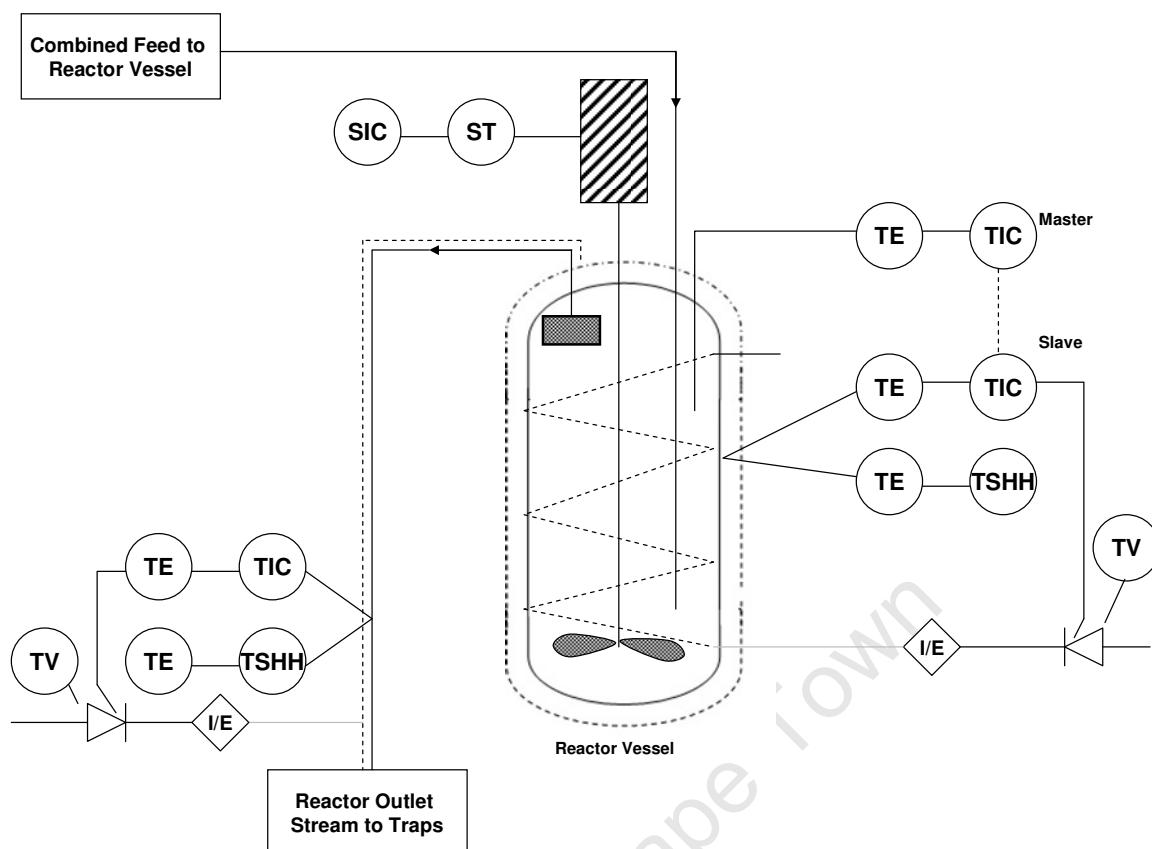 Combined Feed to
Reactor Vessel
SIC
ST
TE
TIC
Master
Slave
TE
TIC
TE
TSHH
TV
TE
TIC
TE
TSHH
TV
I/E
I/E
Reactor Vessel
Reactor Outlet
Stream to Traps
Town